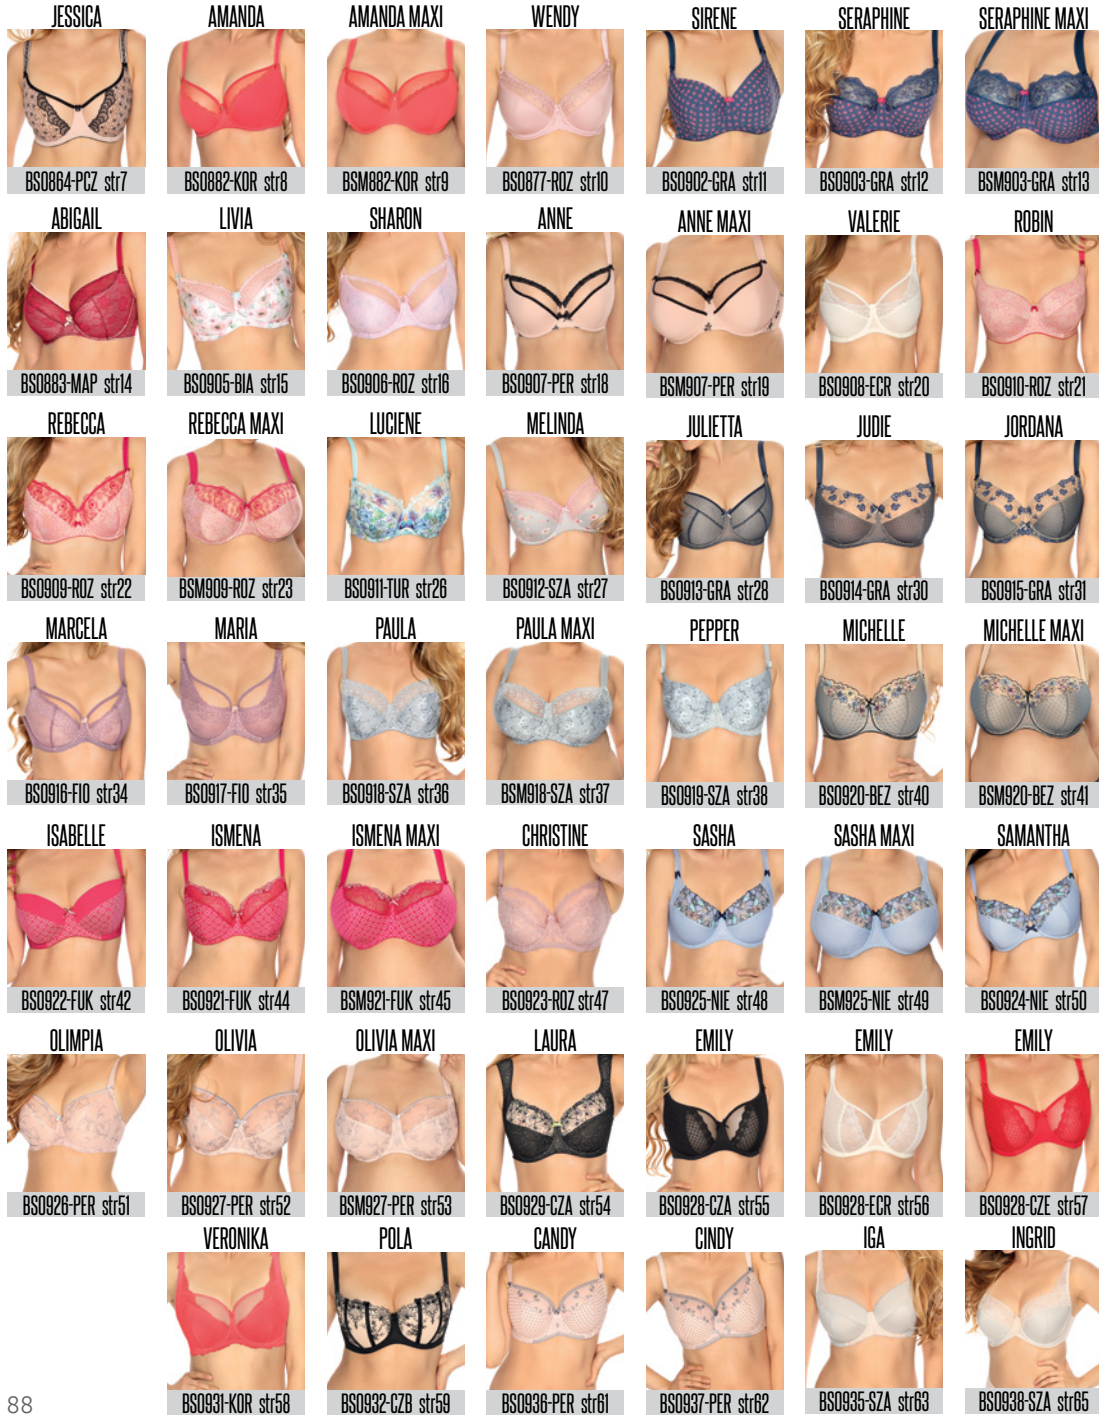 JESSICA
AMANDA
AMANDA MAXI
WENDY
SIRENE
SERAPHINE
SERAPHINE MAXI
BS0864-PCZ str7
BS0882-KOR str8
BSM882-KOR str9
BS0877-ROZ str10
BS0902-GRA str11
BS0903-GRA str12
BSM903-GRA str13
ABIGAIL
LIVIA
SHARON
ANNE
ANNE MAXI
VALERIE
ROBIN
BS0883-MAP str14
BS0905-BIA str15
BS0906-ROZ str16
BS0907-PER str18
BSM907-PER str19
BS0908-ECR str20
BS0910-ROZ str21
REBECCA
REBECCA MAXI
LUCIENE
MELINDA
JULIETTA
JUDIE
JORDANA
BS0909-ROZ str22
BSM909-ROZ str23
BS0911-TUR str26
BS0912-SZA str27
BS0913-GRA str28
BS0914-GRA str30
BS0915-GRA str31
MARCELA
MARIA
PAULA
PAULA MAXI
PEPPER
MICHELLE
MICHELLE MAXI
BS0916-FIO str34
BS0917-FIO str35
BS0918-SZA str36
BSM918-SZA str37
BS0919-SZA str38
BS0920-BEZ str40
BSM920-BEZ str41
ISABELLE
ISMENA
ISMENA MAXI
CHRISTINE
SASHA
SASHA MAXI
SAMANTHA
BS0922-FUK str42
BS0921-FUK str44
BSM921-FUK str45
BS0923-ROZ str47
BS0925-NIE str48
BSM925-NIE str49
BS0924-NIE str50
OLIMPIA
OLIVIA
OLIVIA MAXI
LAURA
EMILY
EMILY
EMILY
BS0926-PER str51
BS0927-PER str52
BSM927-PER str53
BS0929-CZA str54
BS0928-CZA str55
BS0928-ECR str56
BS0928-CZE str57
VERONIKA
POLA
CANDY
CINDY
IGA
INGRID
BS0931-KOR str58
BS0932-CZB str59
BS0936-PER str61
BS0937-PER str62
BS0935-SZA str63
BS0938-SZA str65
88